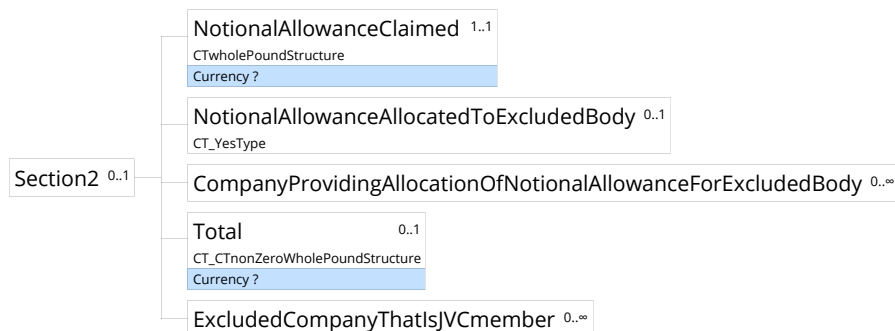 NotionalAllowanceClaimed 1..1
CTwholePoundStructure
Currency ?
NotionalAllowanceAllocatedToExcludedBody 0..1
CT_YesType
Section2 0..1
CompanyProvidingAllocationOfNotionalAllowanceForExcludedBody 0..∞
Total 0..1
CT_CTnonZeroWholePoundStructure
Currency ?
ExcludedCompanyThatIsJVCmember 0..∞